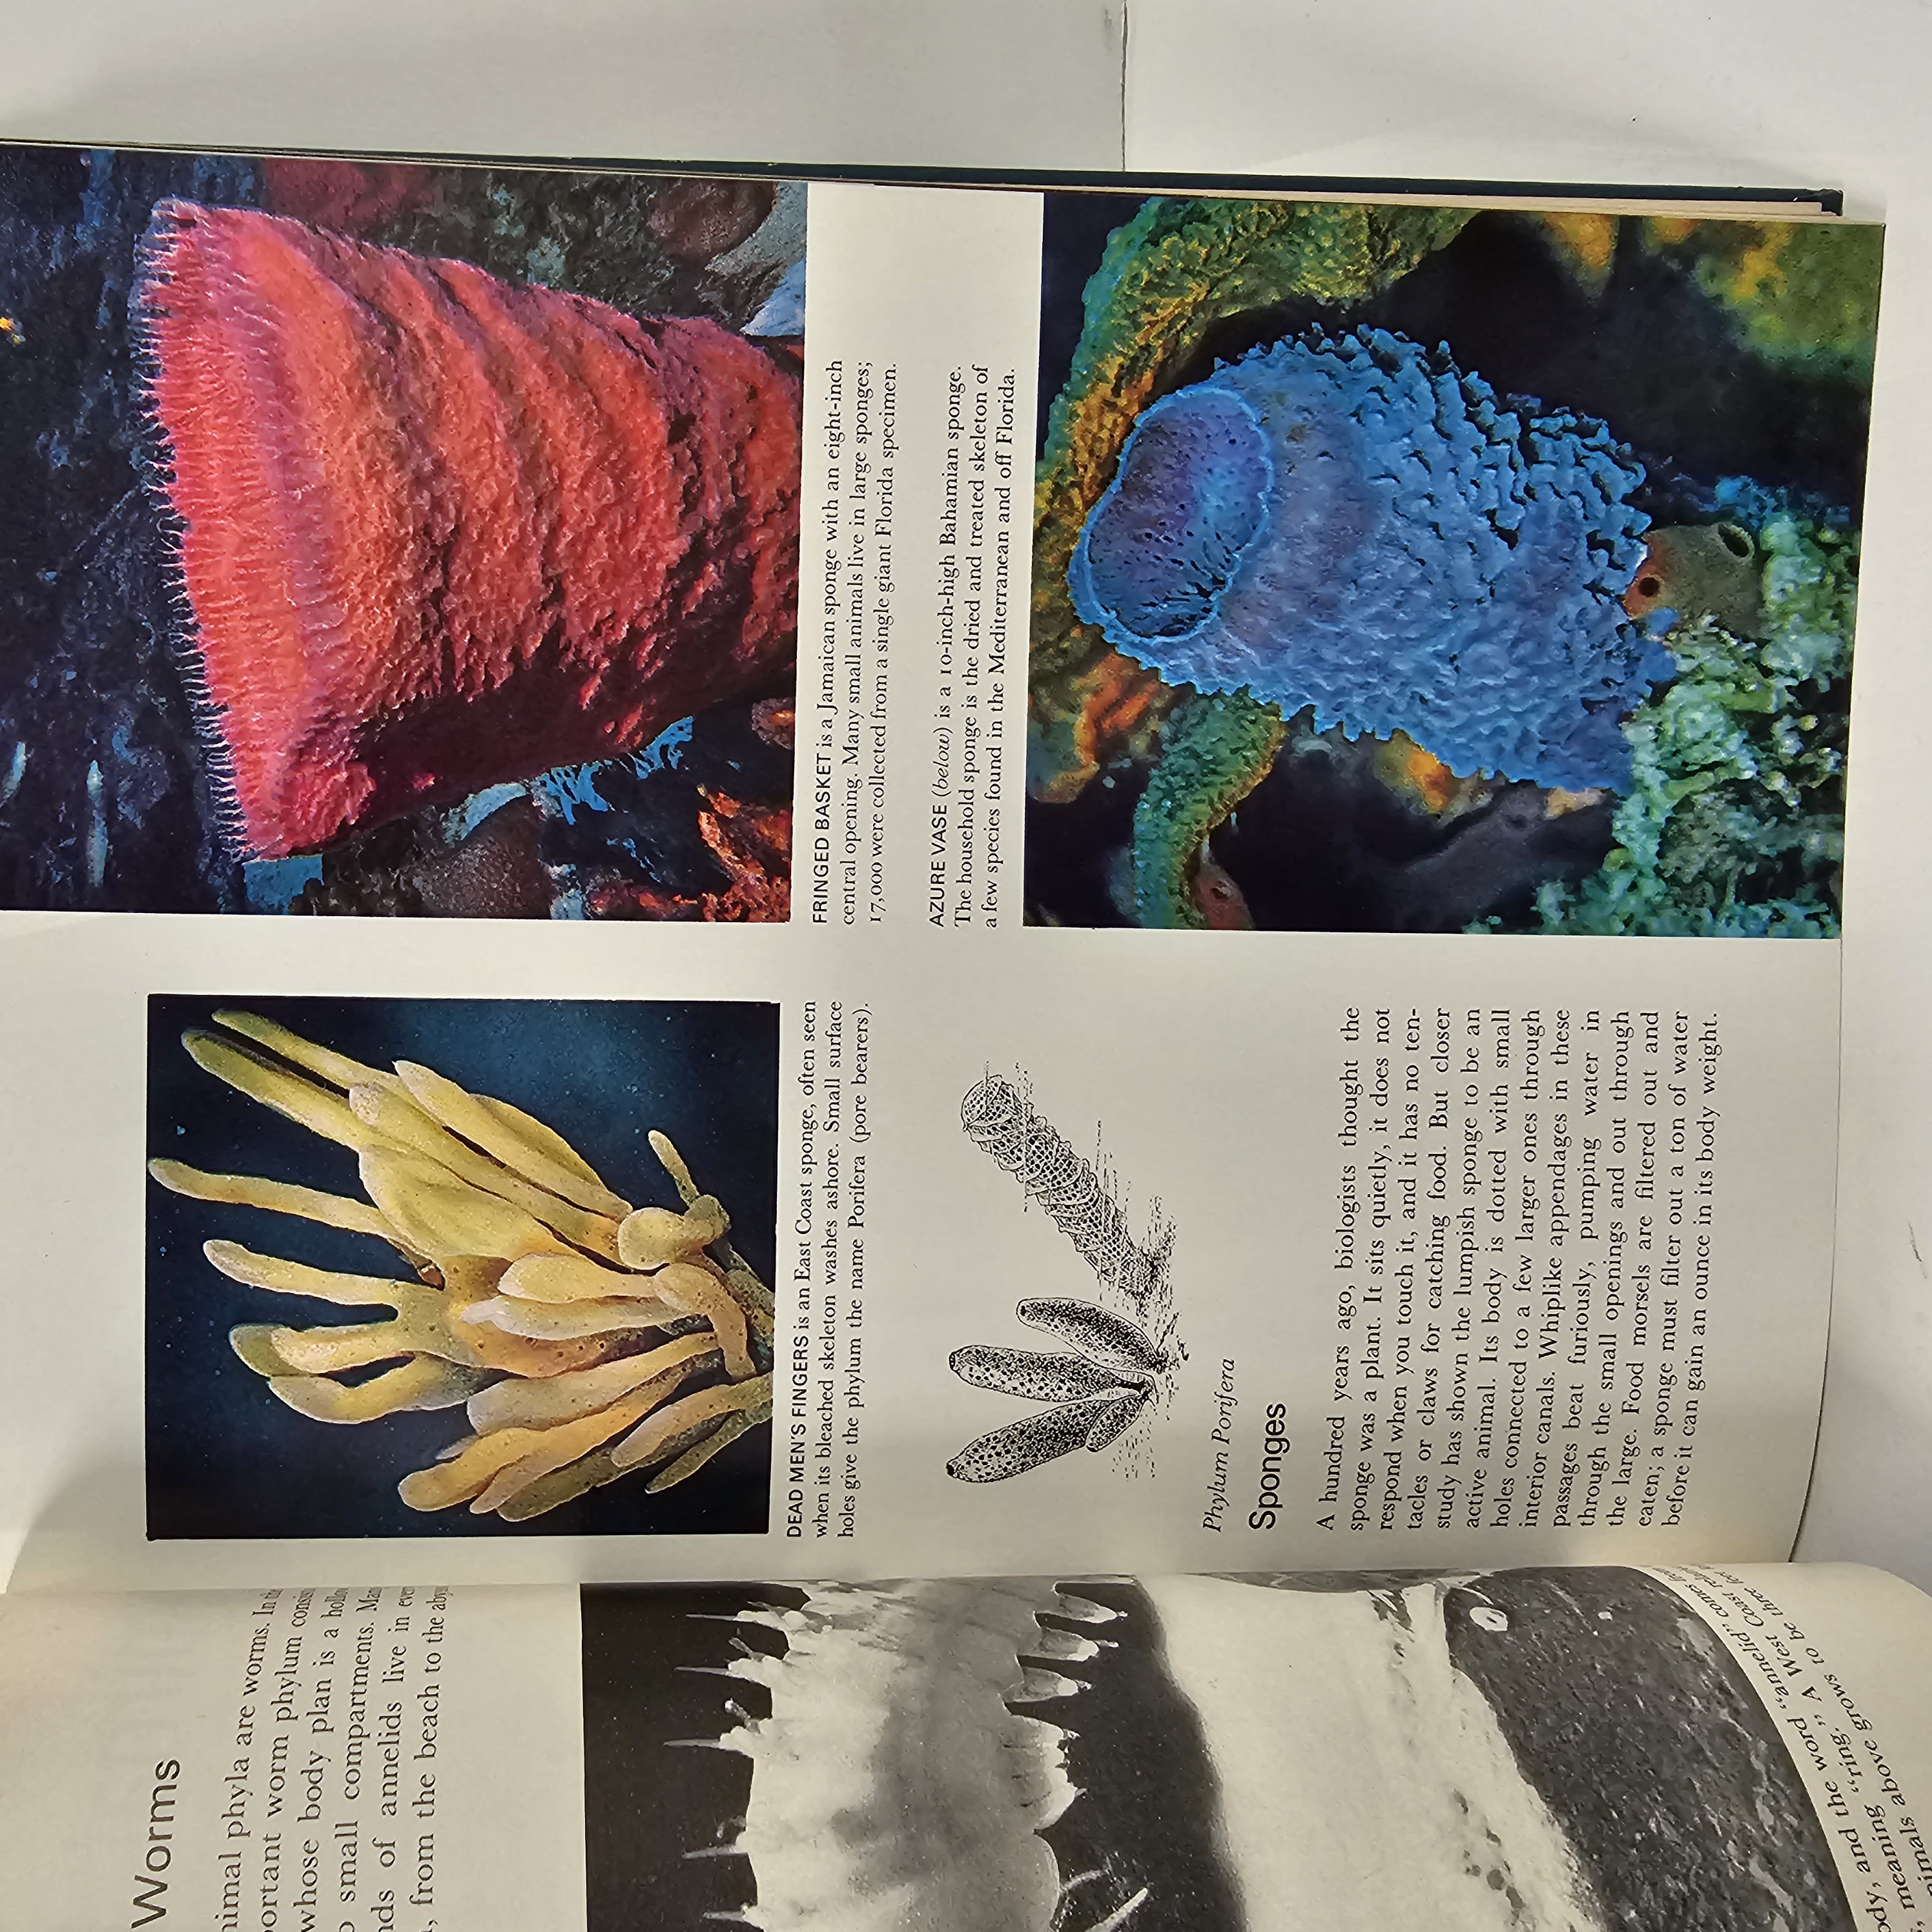 Worms
animal phyla are worms. In the
portant worm phylum
whose body plan is a
small compartments.
of annelids live in
from the beach to the
body, and the word “annelid” comes
meaning “ring.” A West Coast
animals above grows to be three feet
DEAD MEN'S FINGERS is an East Coast sponge, often seen
when its bleached skeleton washes ashore. Small surface
holes give the phylum the name Porifera (pore bearers).
Phylum Porifera
Sponges
A hundred years ago, biologists thought the
sponge was a plant. It sits quietly, it does not
respond when you touch it, and it has no ten-
tacles or claws for catching food. But closer
study has shown the lumpish sponge to be an
active animal. Its body is dotted with small
holes connected to a few larger ones through
interior canals. Whiplike appendages in these
passages beat furiously, pumping water in
through the small openings and out through
the large. Food morsels are filtered out and
eaten; a sponge must filter out a ton of water
before it can gain an ounce in its body weight.
FRINGED BASKET is a Jamaican sponge with an eight-inch
central opening. Many small animals live in large sponges;
17,000 were collected from a single giant Florida specimen.
AZURE VASE (below) is a 10-inch-high Bahamian sponge.
The household sponge is the dried and treated skeleton of
a few species found in the Mediterranean and off Florida.